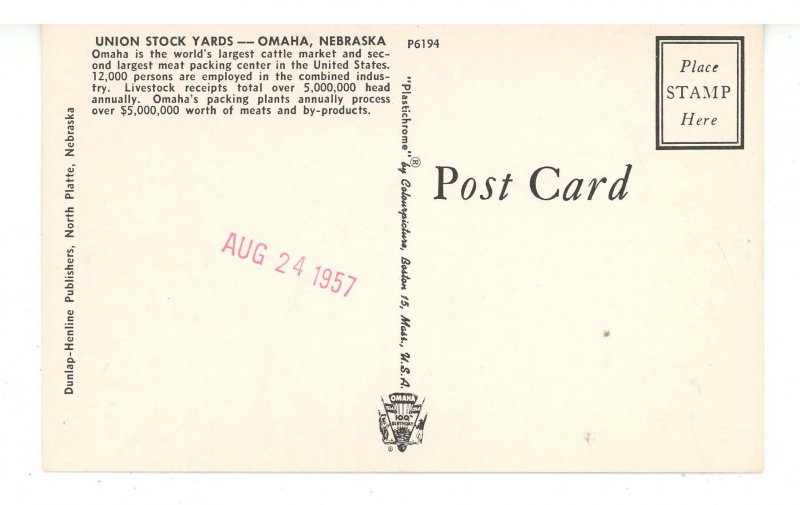 UNION STOCK YARDS -- OMAHA, NEBRASKA
Omaha is the world's largest cattle market and sec-
ond largest meat packing center in the United States.
12,000 persons are employed in the combined indus-
try. Livestock receipts total over 5,000,000 head
annually. Omaha's packing plants annually process
over $5,000,000 worth of meats and by-products.
P6194
Place
STAMP
Here
Post Card
Dunlap-Henline Publishers, North Platte, Nebraska
AUG 24 1957
"Plastichrome"® by Colourpicture, Boston 15, Mass., U.S.A.
OMAHA
100TH
BIRTHDAY
®